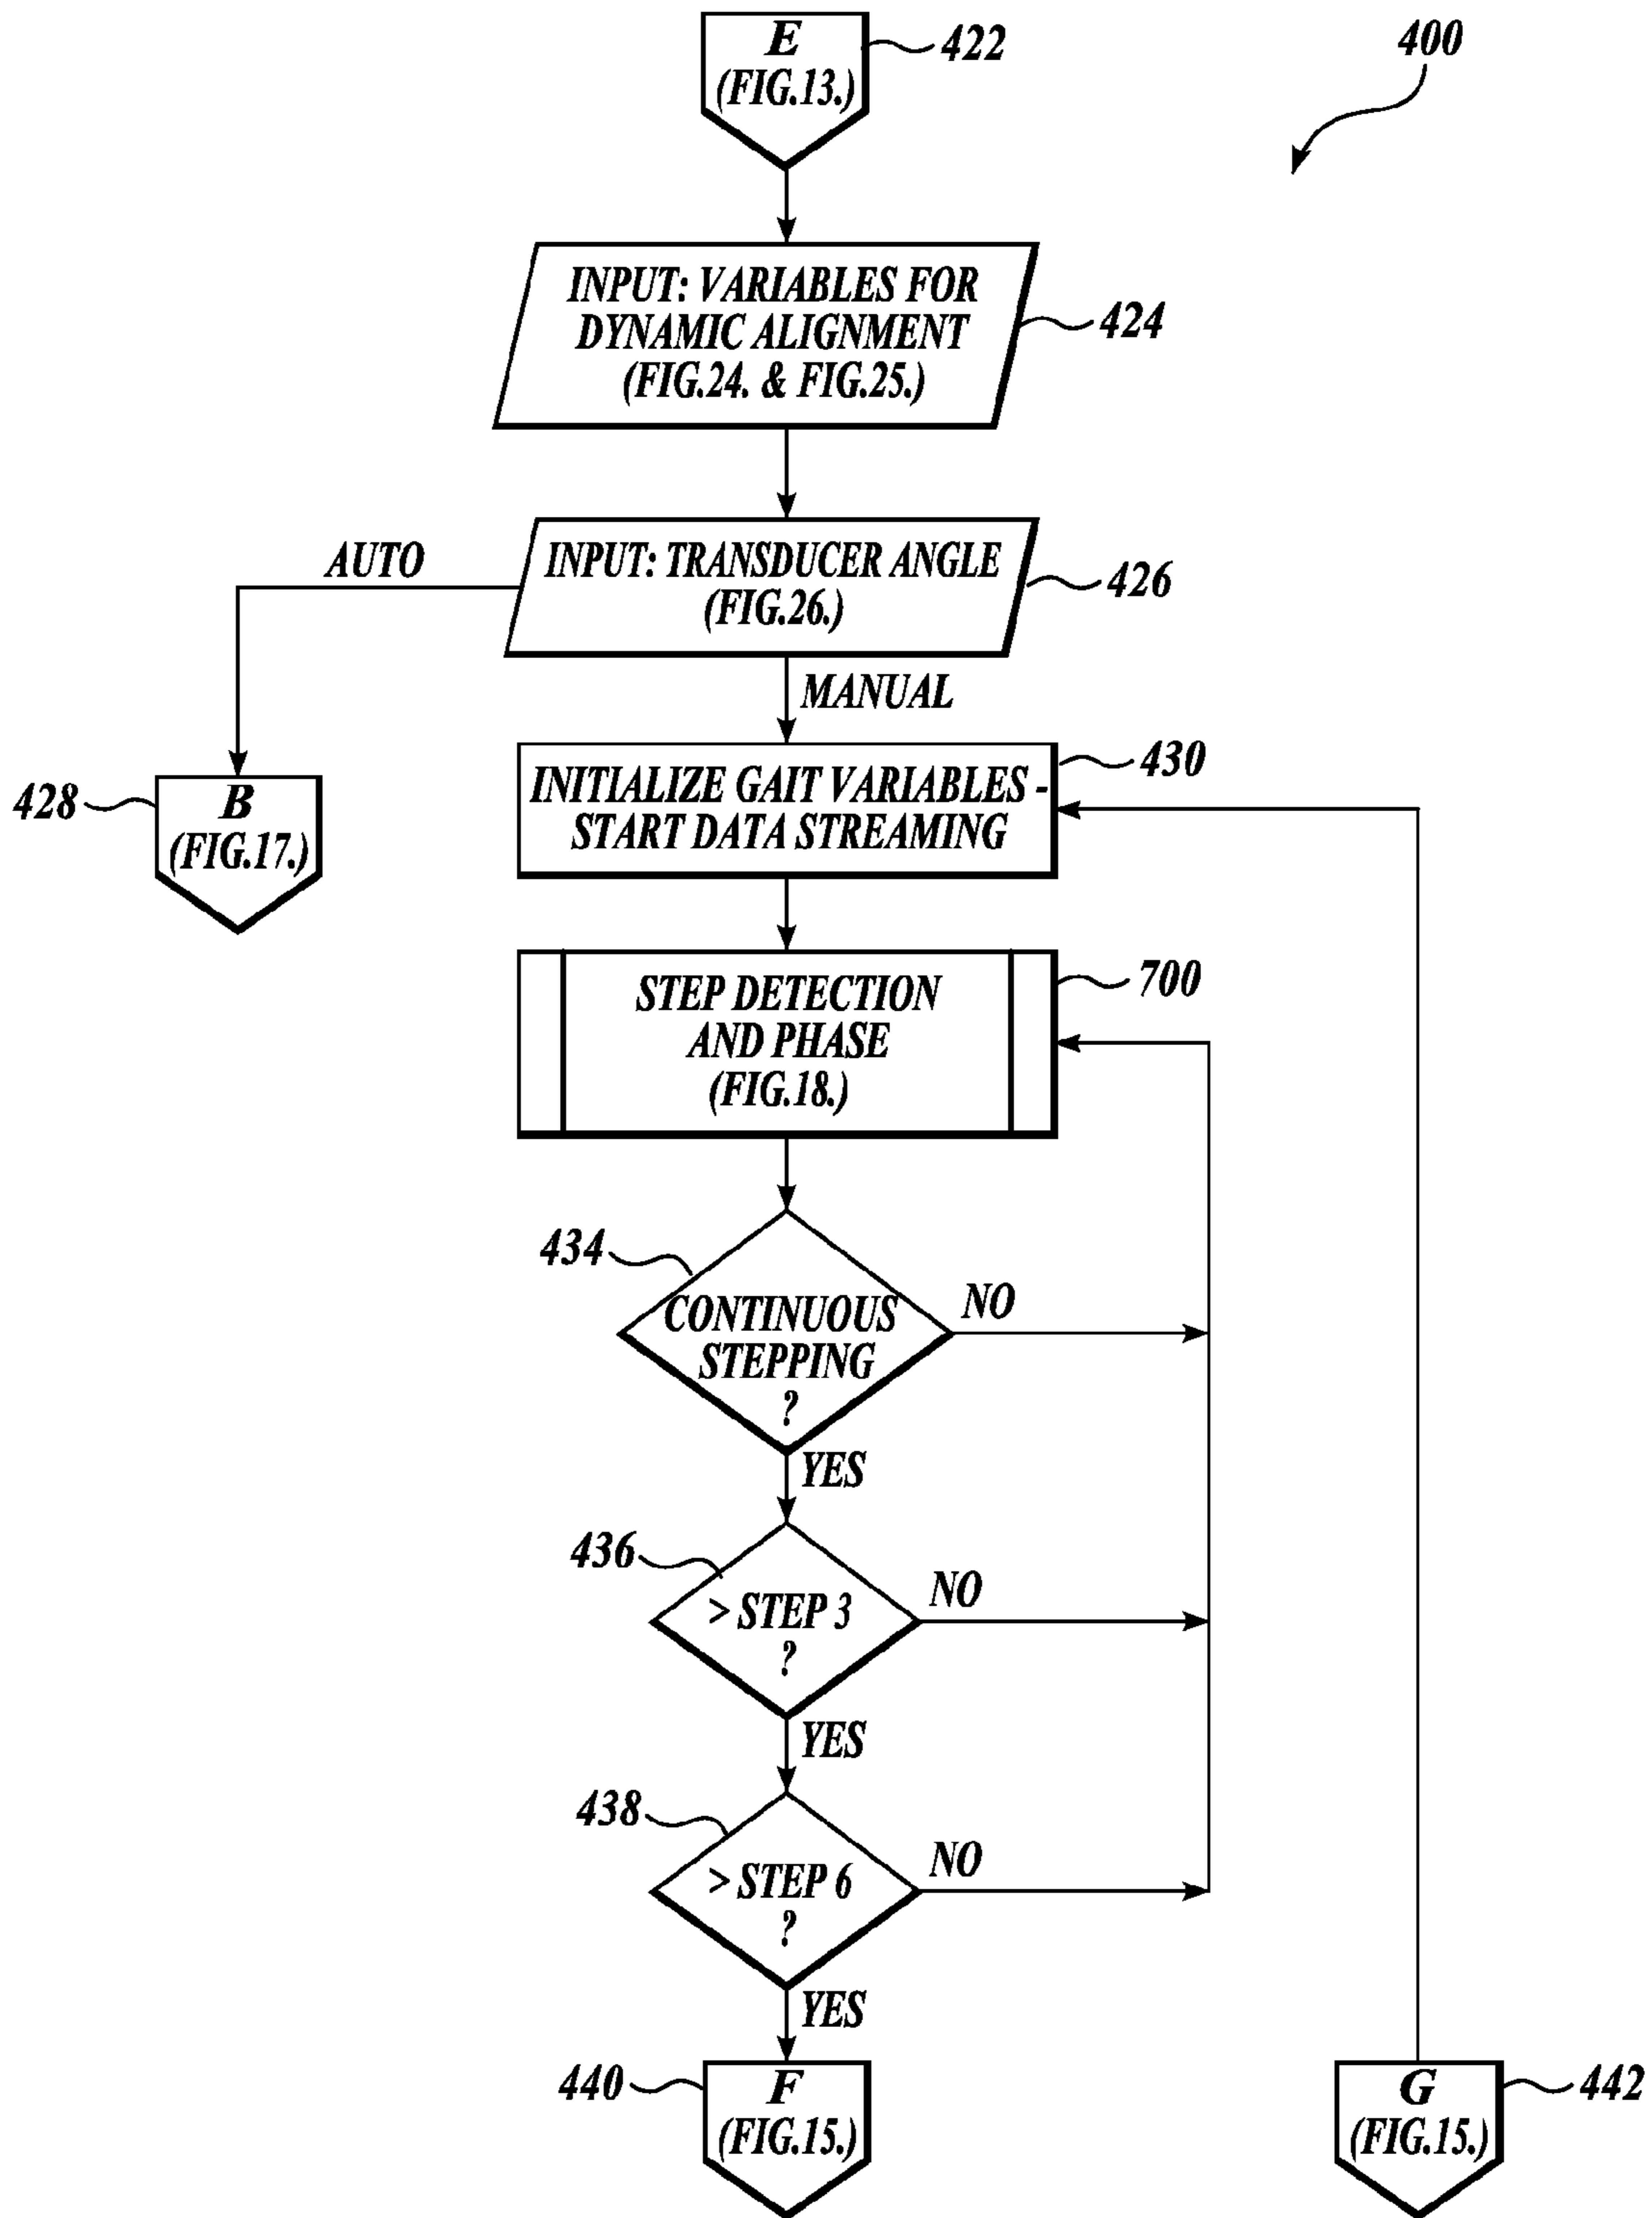 E
(FIG.13.)
422
400
INPUT: VARIABLES FOR
DYNAMIC ALIGNMENT
(FIG.24. & FIG.25.)
424
AUTO
INPUT: TRANSDUCER ANGLE
(FIG.26.)
426
MANUAL
428
B
(FIG.17.)
INITIALIZE GAIT VARIABLES -
START DATA STREAMING
430
STEP DETECTION
AND PHASE
(FIG.18.)
700
434
CONTINUOUS
STEPPING
?
NO
YES
436
> STEP 3
?
NO
YES
438
> STEP 6
?
NO
YES
440
F
(FIG.15.)
G
(FIG.15.)
442